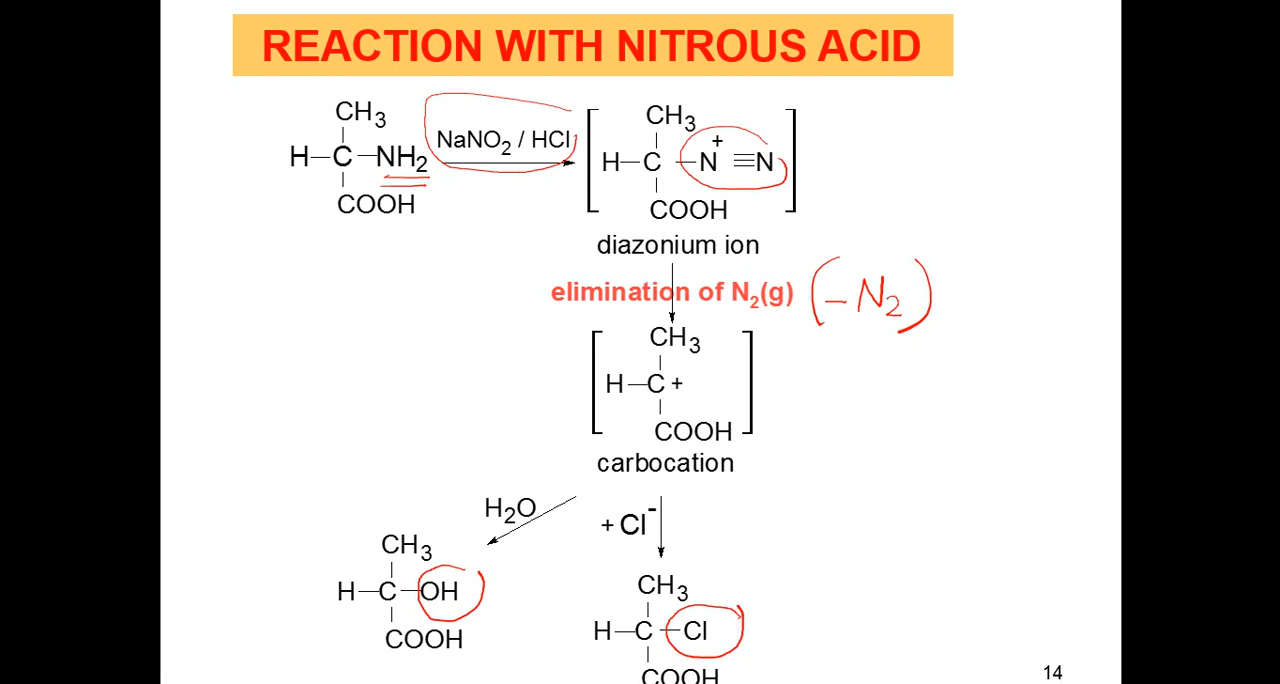 REACTION WITH NITROUS ACID
CH3
H–C–NH2
COOH
NaNO2 / HCl
CH3
H–C–N+≡N
COOH
diazonium ion
elimination of N2(g) (-N2)
CH3
H–C+
COOH
carbocation
H2O
+ Cl-
CH3
H–C–OH
COOH
CH3
H–C–Cl
COOH
14